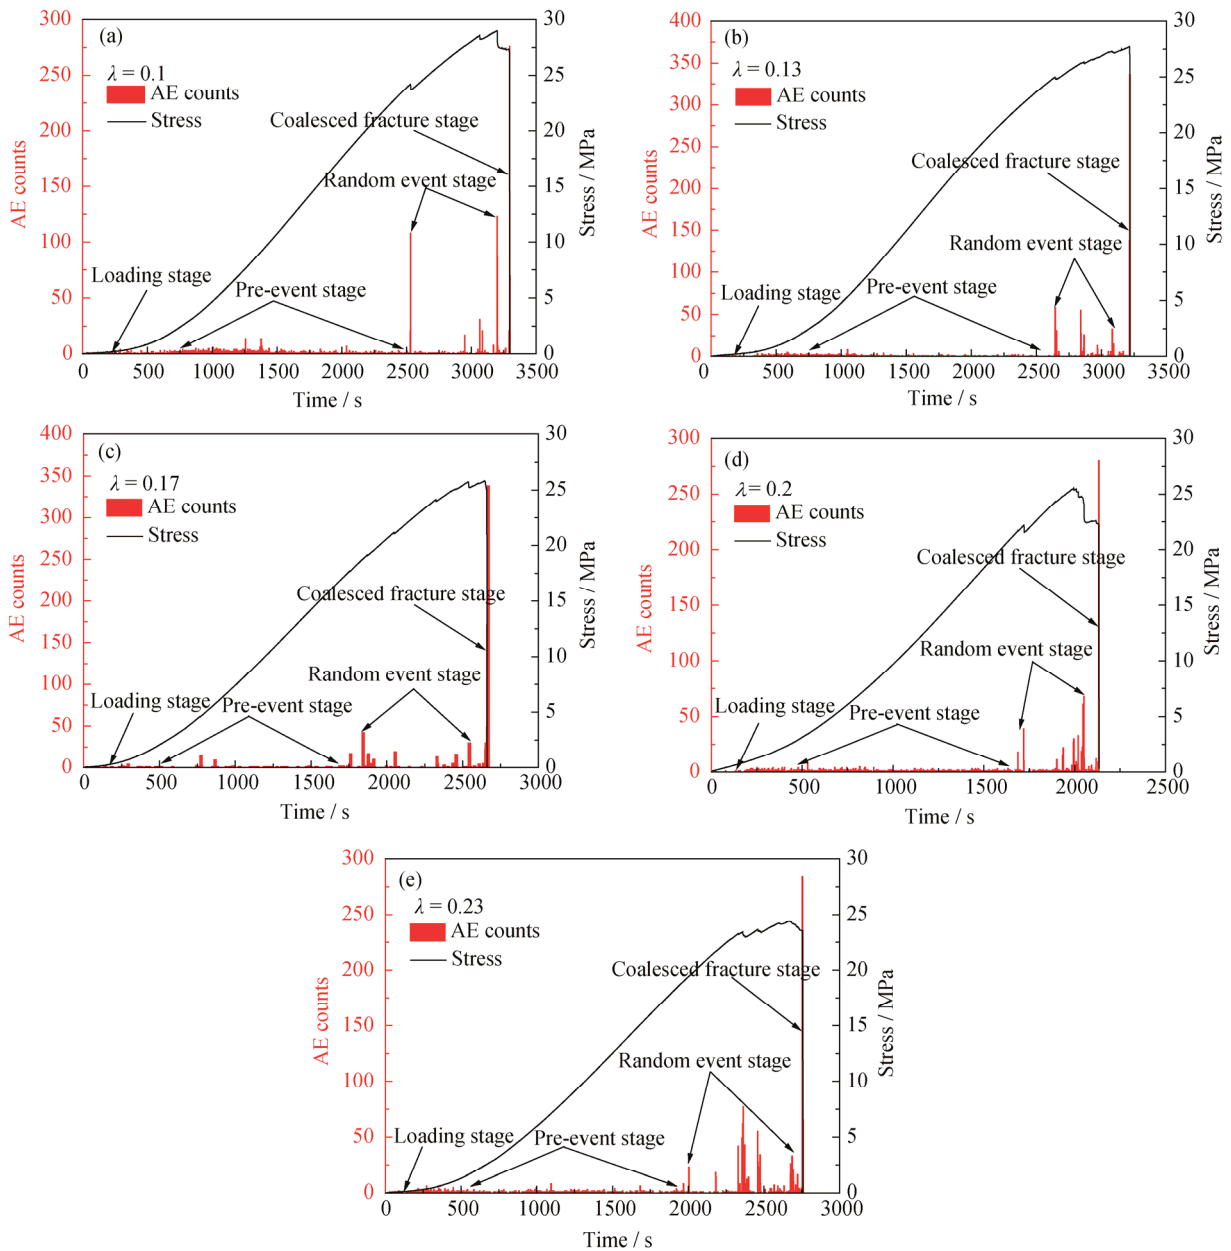 (a)
λ = 0.1
AE counts
Stress
Coalesced fracture stage
Random event stage
Loading stage
Pre-event stage
AE counts
300
250
200
150
100
50
0
Stress / MPa
30
25
20
15
10
5
0
0 500 1000 1500 2000 2500 3000 3500
Time / s
(b)
λ = 0.13
AE counts
Stress
Coalesced fracture stage
Random event stage
Loading stage
Pre-event stage
AE counts
400
350
300
250
200
150
100
50
0
Stress / MPa
30
25
20
15
10
5
0
0 500 1000 1500 2000 2500 3000 3500
Time / s
(c)
λ = 0.17
AE counts
Stress
Coalesced fracture stage
Random event stage
Loading stage
Pre-event stage
AE counts
400
350
300
250
200
150
100
50
0
Stress / MPa
30
25
20
15
10
5
0
0 500 1000 1500 2000 2500 3000
Time / s
(d)
λ = 0.2
AE counts
Stress
Coalesced fracture stage
Random event stage
Loading stage
Pre-event stage
AE counts
300
250
200
150
100
50
0
Stress / MPa
30
25
20
15
10
5
0
0 500 1000 1500 2000 2500
Time / s
(e)
λ = 0.23
AE counts
Stress
Coalesced fracture stage
Random event stage
Loading stage
Pre-event stage
AE counts
300
250
200
150
100
50
0
Stress / MPa
30
25
20
15
10
5
0
0 500 1000 1500 2000 2500 3000
Time / s